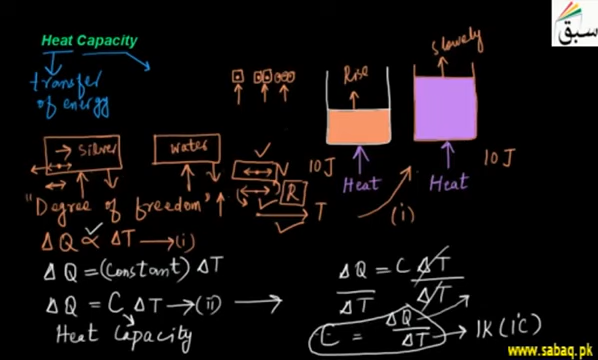 Heat Capacity
transfer
of energy
سبق
Rise
Slowely
10 J
Heat
Heat
10 J
→ Silver
Water
"Degree of freedom" ↑
R
T
(i)
ΔQ ∝ ΔT → (i)
ΔQ = (Constant) ΔT
ΔQ = C ΔT → (ii)
Heat Capacity
ΔQ/ΔT = C ΔT/ΔT
C = ΔQ/ΔT → 1K (1°C)
www.sabaq.pk